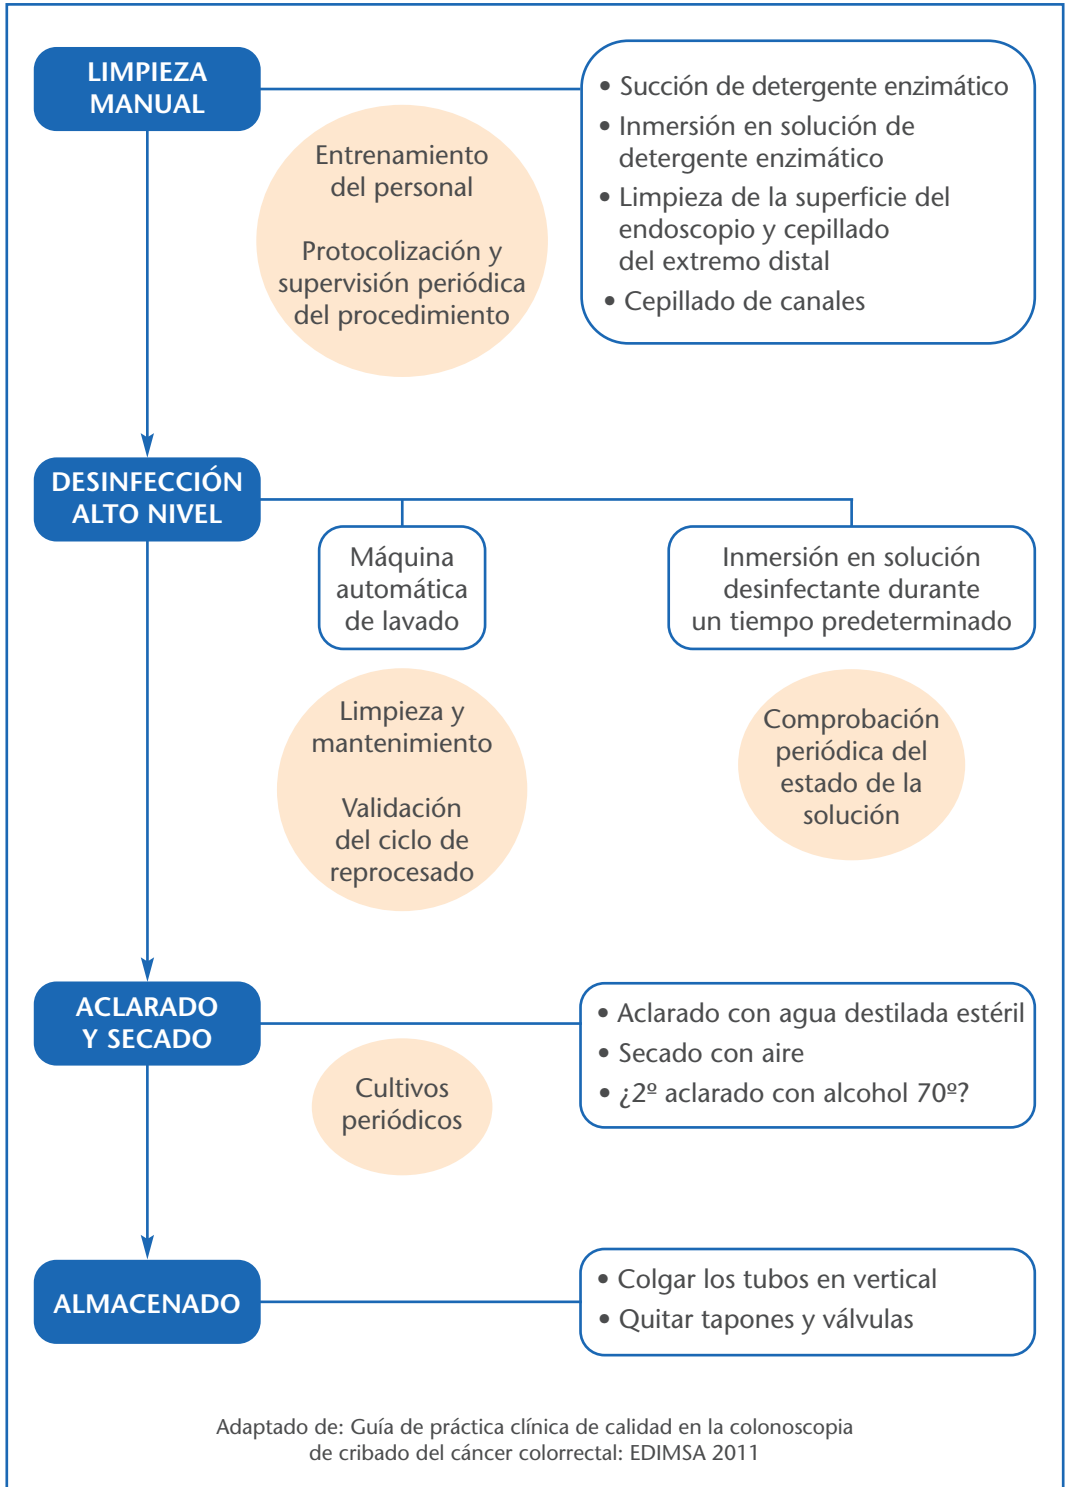 LIMPIEZA
MANUAL
• Succión de detergente enzimático
• Inmersión en solución de
detergente enzimático
• Limpieza de la superficie del
endoscopio y cepillado
del extremo distal
• Cepillado de canales
Entrenamiento
del personal
Protocolización y
supervisión periódica
del procedimiento
DESINFECCIÓN
ALTO NIVEL
Máquina
automática
de lavado
Inmersión en solución
desinfectante durante
un tiempo predeterminado
Limpieza y
mantenimiento
Validación
del ciclo de
reprocesado
Comprobación
periódica del
estado de la
solución
ACLARADO
Y SECADO
• Aclarado con agua destilada estéril
• Secado con aire
• ¿2º aclarado con alcohol 70º?
Cultivos
periódicos
ALMACENADO
• Colgar los tubos en vertical
• Quitar tapones y válvulas
Adaptado de: Guía de práctica clínica de calidad en la colonoscopia
de cribado del cáncer colorrectal: EDIMSA 2011